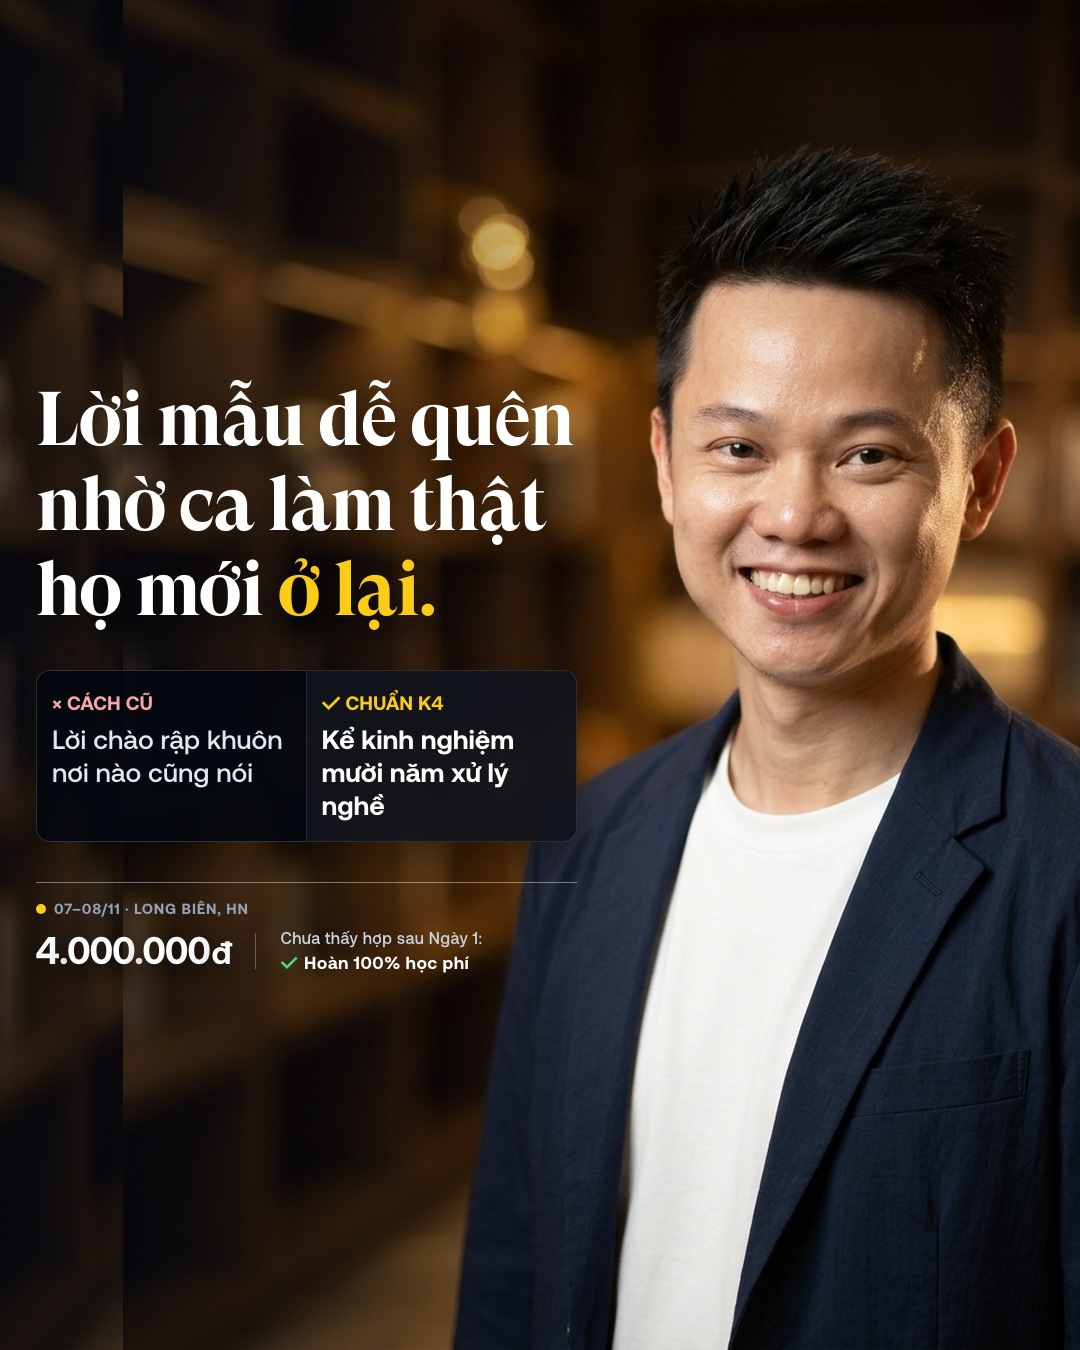 Lời mẫu dễ quên
nhờ ca làm thật
họ mới ở lại.
× CÁCH CŨ
Lời chào rập khuôn
nơi nào cũng nói
✓ CHUẨN K4
Kể kinh nghiệm
mười năm xử lý
nghề
07–08/11 · LONG BIÊN, HN
4.000.000đ
Chưa thấy hợp sau Ngày 1:
✓ Hoàn 100% học phí